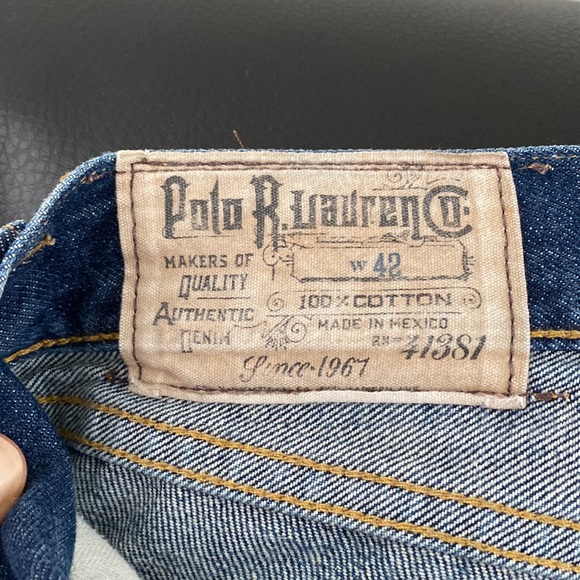 Polo R. Lauren Co:
MAKERS OF
QUALITY
AUTHENTIC
DENIM
W 42
100% COTTON
MADE IN MEXICO
RN- 41381
Since·1967